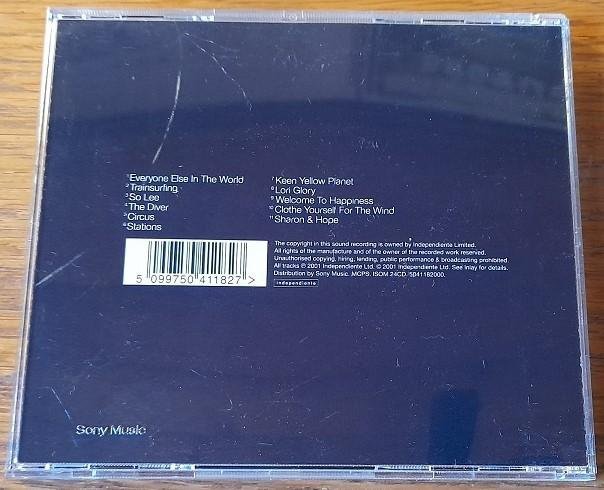 1 Everyone Else In The World
2 Trainsurfing
3 So Lee
4 The Diver
5 Circus
6 Stations
7 Keen Yellow Planet
8 Lori Glory
9 Welcome To Happiness
10 Clothe Yourself For The Wind
11 Sharon & Hope
The copyright in this sound recording is owned by Independiente Limited.
All rights of the manufacture and of the owner of the recorded work reserved.
Unauthorised copying, hiring, lending, public performance & broadcasting prohibited.
All tracks ℗ 2001 Independiente Ltd. © 2001 Independiente Ltd. See inlay for details.
Distribution by Sony Music. MCPS. ISOM 24CD. 5041182000.
independiente
5 099750 411827 >
Sony Music